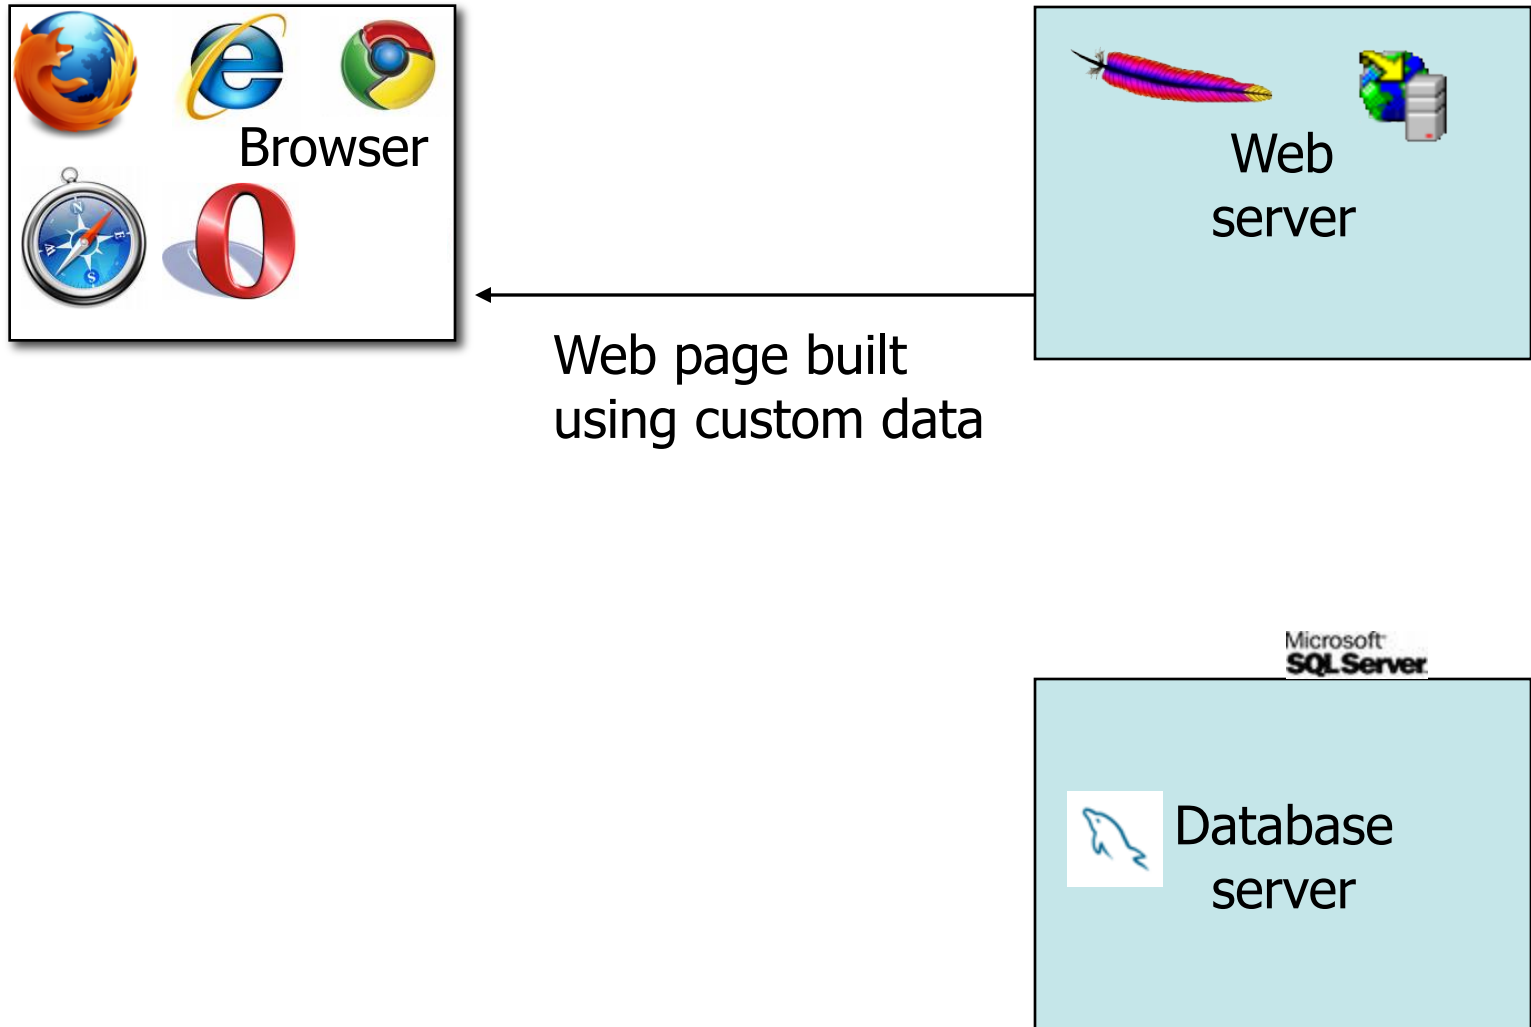 Browser
Web
server
Web page built
using custom data
Microsoft
SQL Server
Database
server